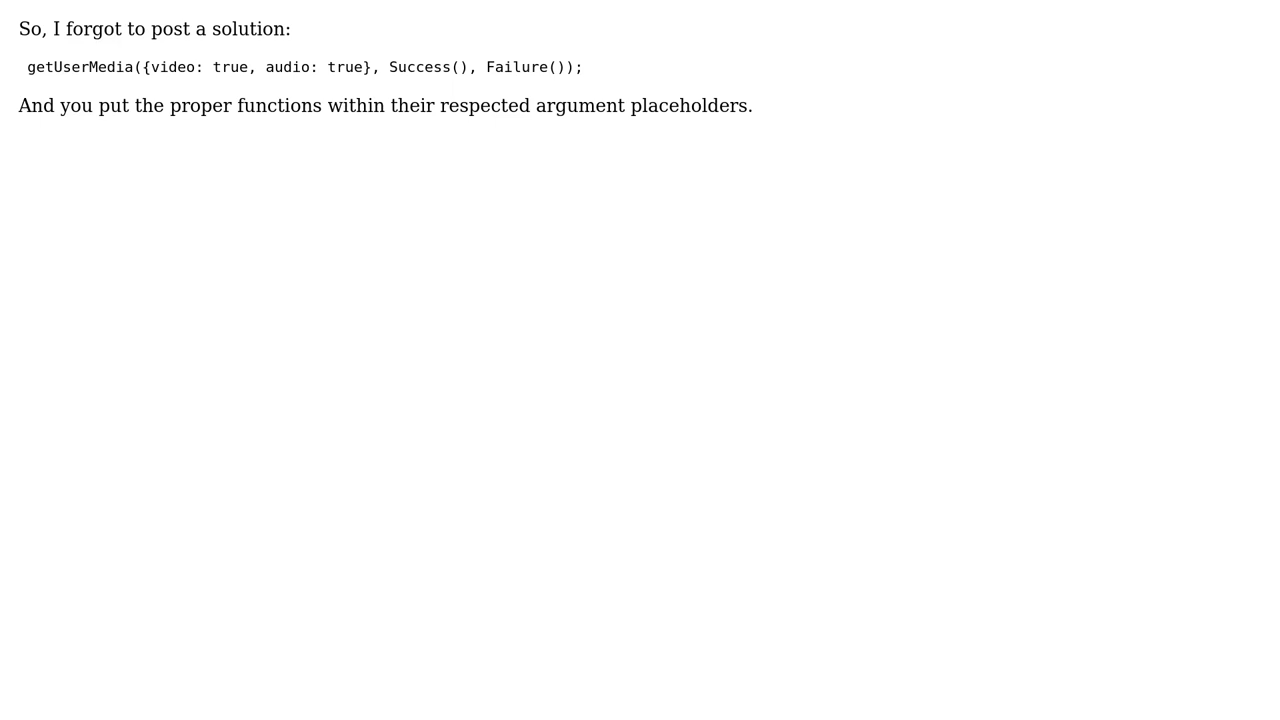 So, I forgot to post a solution:
getUserMedia({video: true, audio: true}, Success(), Failure());
And you put the proper functions within their respected argument placeholders.